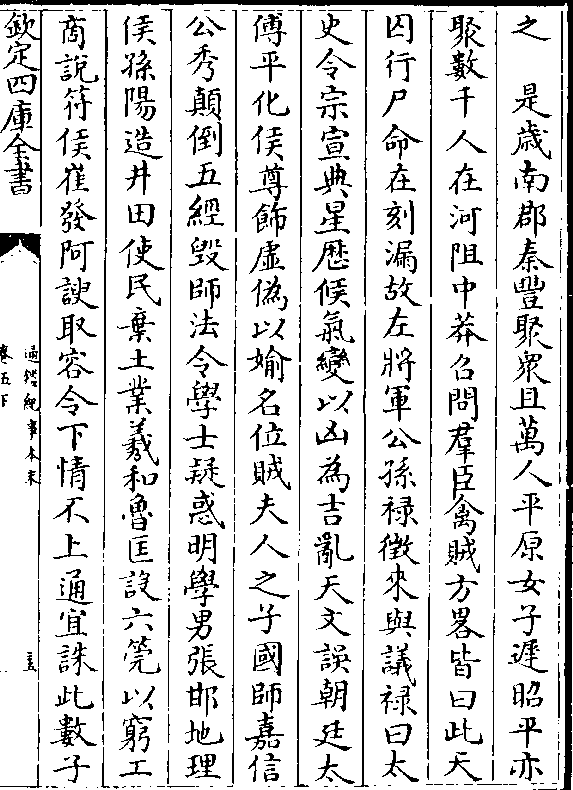 之　是歲南郡秦豐聚衆且萬人平原女子遲昭平亦
聚數千人在河阻中莽召問羣臣禽賊方畧皆曰此天
囚行尸命在刻漏故左將軍公孫祿徵來與議祿曰太
史令宗宣典星歴候氣變以凶為吉亂天文誤朝廷太
傅平化侯尊飾虛偽以媮名位賊夫人之子國師嘉信
公秀顛倒五經毀師法令學士疑惑明學男張邯地理
侯孫陽造井田使民棄土業羲和魯匡設六筦以窮工
商說符侯崔發阿諛取容令下情不上通宜誅此數子
欽定四庫全書
通鑑紀事本末
卷五下